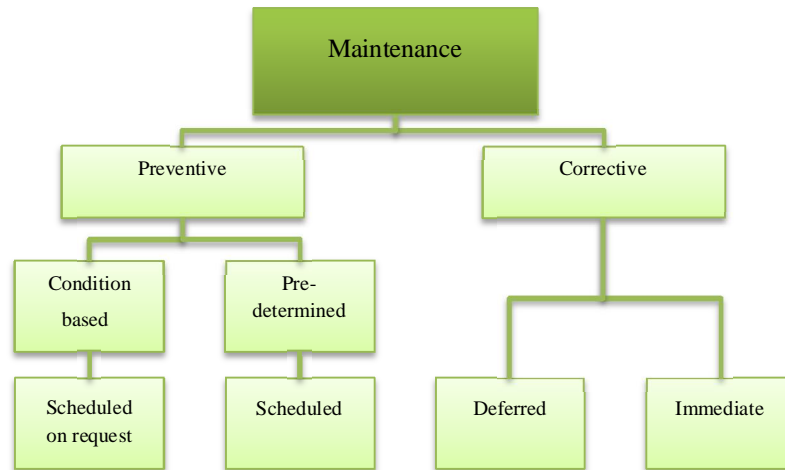 Maintenance
Preventive
Corrective
Condition
based
Pre-
determined
Scheduled
on request
Scheduled
Deferred
Immediate